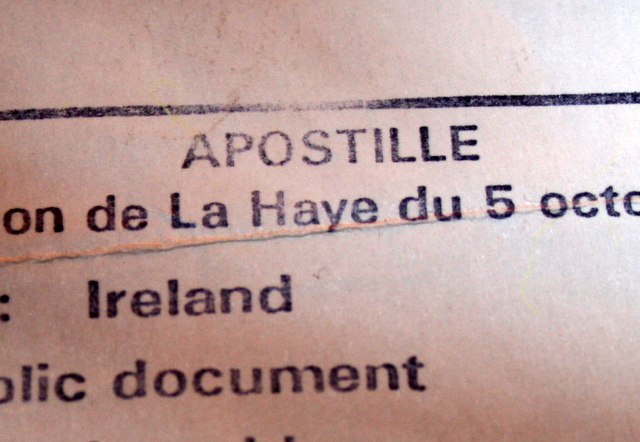 APOSTILLE
on de La Haye du 5 octo
: Ireland
blic document